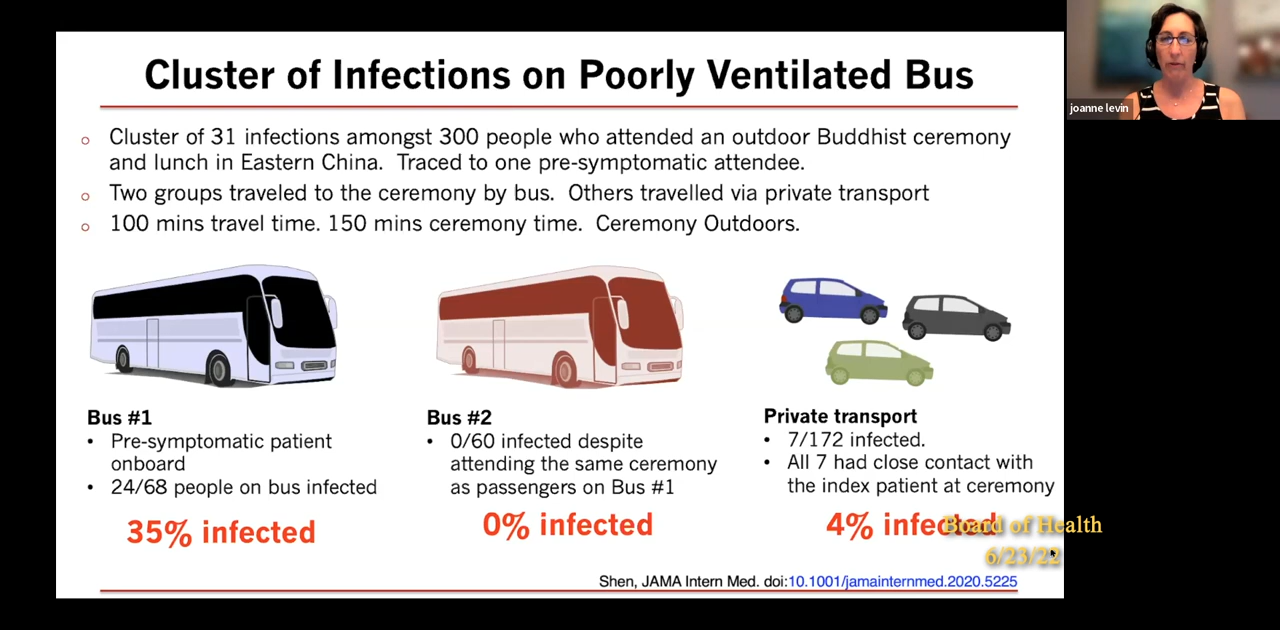 Cluster of Infections on Poorly Ventilated Bus
joanne levin
Cluster of 31 infections amongst 300 people who attended an outdoor Buddhist ceremony
and lunch in Eastern China. Traced to one pre-symptomatic attendee.
Two groups traveled to the ceremony by bus. Others travelled via private transport
100 mins travel time. 150 mins ceremony time. Ceremony Outdoors.
Bus #1
• Pre-symptomatic patient
onboard
• 24/68 people on bus infected
35% infected
Bus #2
• 0/60 infected despite
attending the same ceremony
as passengers on Bus #1
0% infected
Private transport
• 7/172 infected.
• All 7 had close contact with
the index patient at ceremony
4% infected
Board of Health
6/23/22
Shen, JAMA Intern Med. doi:10.1001/jamainternmed.2020.5225